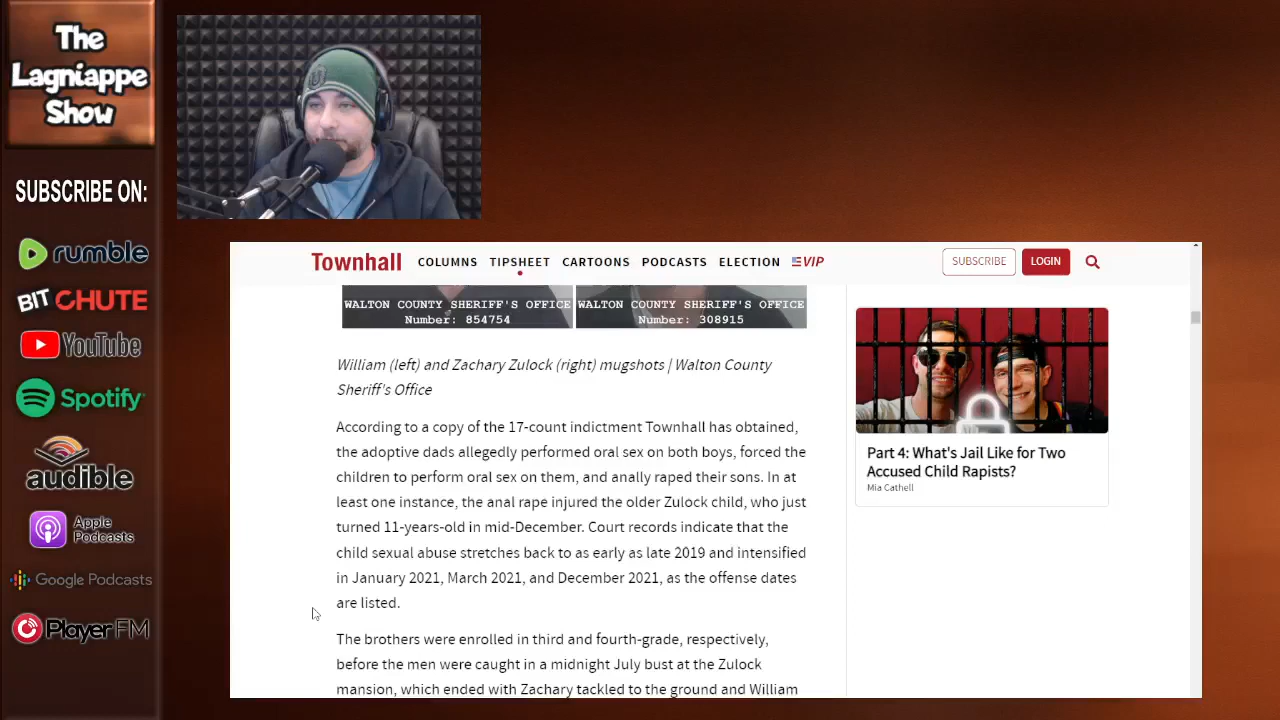 The
Lagniappe
Show
SUBSCRIBE ON:
rumble
BIT CHUTE
YouTube
Spotify
audible
Apple
Podcasts
Google Podcasts
Player FM
Townhall COLUMNS TIPSHEET CARTOONS PODCASTS ELECTION VIP SUBSCRIBE LOGIN
WALTON COUNTY SHERIFF'S OFFICE WALTON COUNTY SHERIFF'S OFFICE
Number: 854754 Number: 308915
William (left) and Zachary Zulock (right) mugshots | Walton County
Sheriff's Office
According to a copy of the 17-count indictment Townhall has obtained,
the adoptive dads allegedly performed oral sex on both boys, forced the
children to perform oral sex on them, and anally raped their sons. In at
least one instance, the anal rape injured the older Zulock child, who just
turned 11-years-old in mid-December. Court records indicate that the
child sexual abuse stretches back to as early as late 2019 and intensified
in January 2021, March 2021, and December 2021, as the offense dates
are listed.
The brothers were enrolled in third and fourth-grade, respectively,
before the men were caught in a midnight July bust at the Zulock
mansion, which ended with Zachary tackled to the ground and William
Part 4: What's Jail Like for Two
Accused Child Rapists?
Mia Cathell